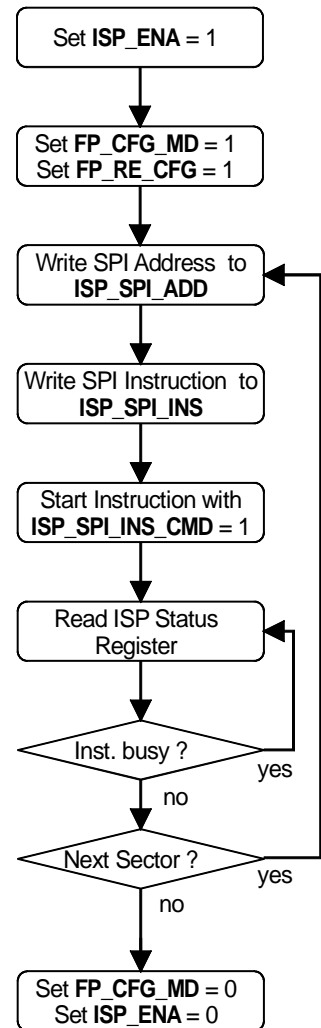 Set ISP_ENA = 1
Set FP_CFG_MD = 1
Set FP_RE_CFG = 1
Write SPI Address to
ISP_SPI_ADD
Write SPI Instruction to
ISP_SPI_INS
Start Instruction with
ISP_SPI_INS_CMD = 1
Read ISP Status
Register
Inst. busy ?
yes
no
Next Sector ?
yes
no
Set FP_CFG_MD = 0
Set ISP_ENA = 0